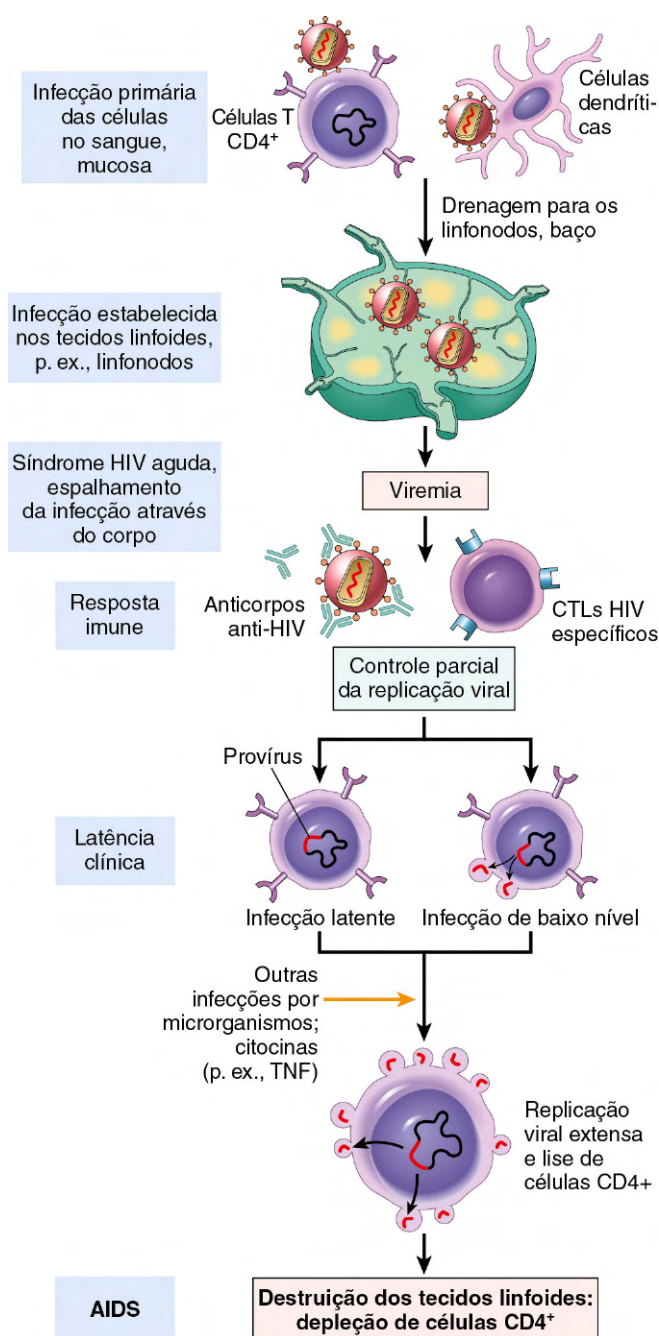 Infecção primária
das células
no sangue,
mucosa
Células T
CD4⁺
Células
dendríti-
cas
Drenagem para os
linfonodos, baço
Infecção estabelecida
nos tecidos linfoides,
p. ex., linfonodos
Síndrome HIV aguda,
espalhamento
da infecção através
do corpo
Viremia
Resposta
imune
Anticorpos
anti-HIV
CTLs HIV
específicos
Controle parcial
da replicação viral
Provírus
Latência
clínica
Infecção latente
Infecção de baixo nível
Outras
infecções por
microrganismos;
citocinas
(p. ex., TNF)
Replicação
viral extensa
e lise de
células CD4+
AIDS
Destruição dos tecidos linfoides:
depleção de células CD4⁺